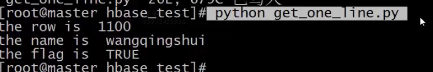 [root@master hbase_test]# python get_one_line.py
the row is  1100
the name is  wangqingshui
the flag is  TRUE
[root@master hbase_test]#